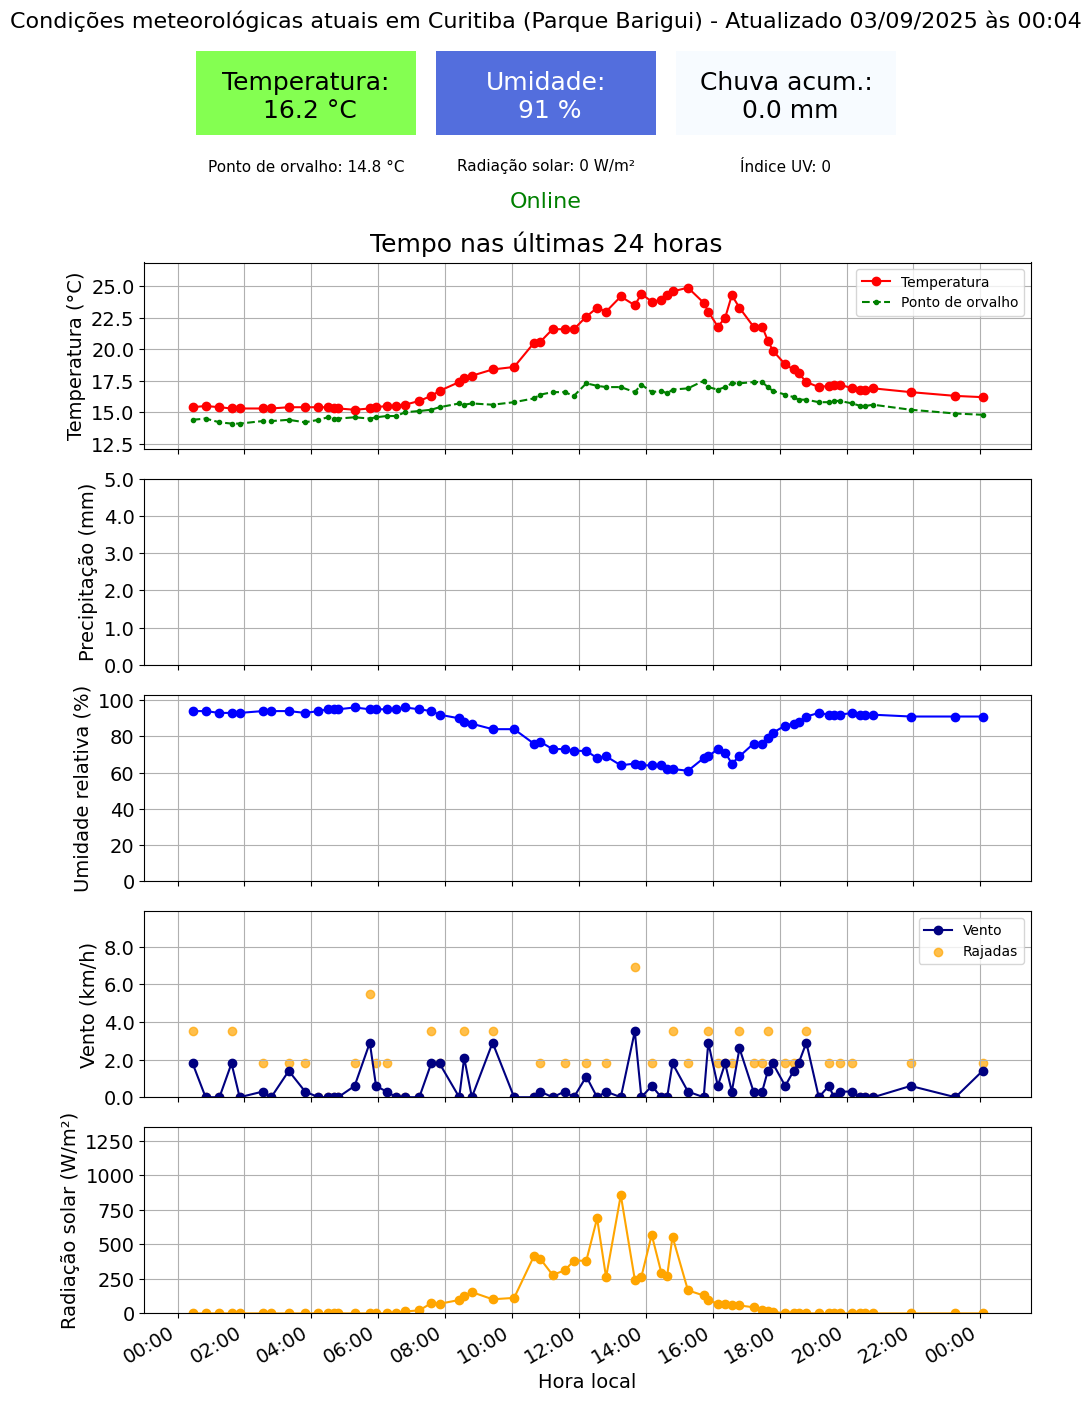 Condições meteorológicas atuais em Curitiba (Parque Barigui) - Atualizado 03/09/2025 às 00:04
Temperatura:
16.2 °C
Umidade:
91 %
Chuva acum.:
0.0 mm
Ponto de orvalho: 14.8 °C
Radiação solar: 0 W/m²
Índice UV: 0
Online
Tempo nas últimas 24 horas
Temperatura (°C)
25.0
22.5
20.0
17.5
15.0
12.5
Temperatura
Ponto de orvalho
Precipitação (mm)
5.0
4.0
3.0
2.0
1.0
0.0
Umidade relativa (%)
100
80
60
40
20
0
Vento (km/h)
8.0
6.0
4.0
2.0
0.0
Vento
Rajadas
Radiação solar (W/m²)
1250
1000
750
500
250
0
00:00
02:00
04:00
06:00
08:00
10:00
12:00
14:00
16:00
18:00
20:00
22:00
00:00
Hora local